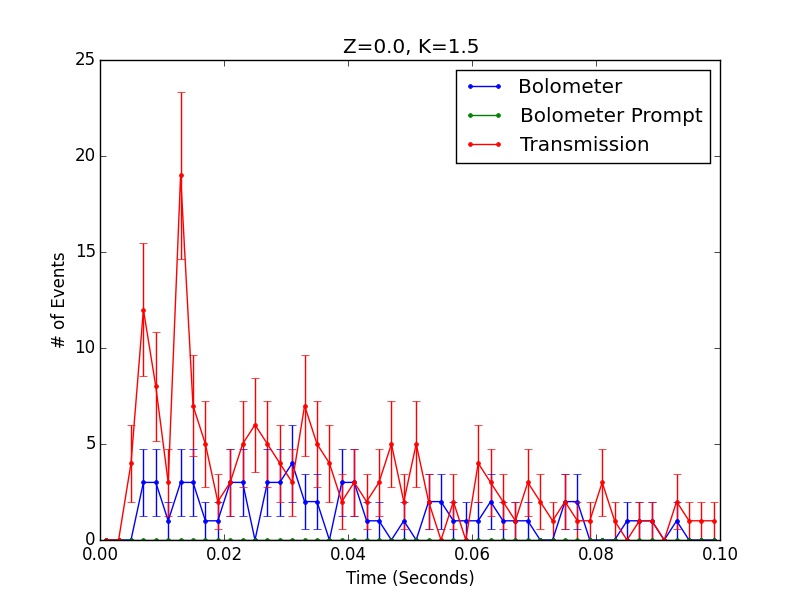 Z=0.0, K=1.5
25
20
15
10
5
0
# of Events
Bolometer
Bolometer Prompt
Transmission
0.00 0.02 0.04 0.06 0.08 0.10
Time (Seconds)